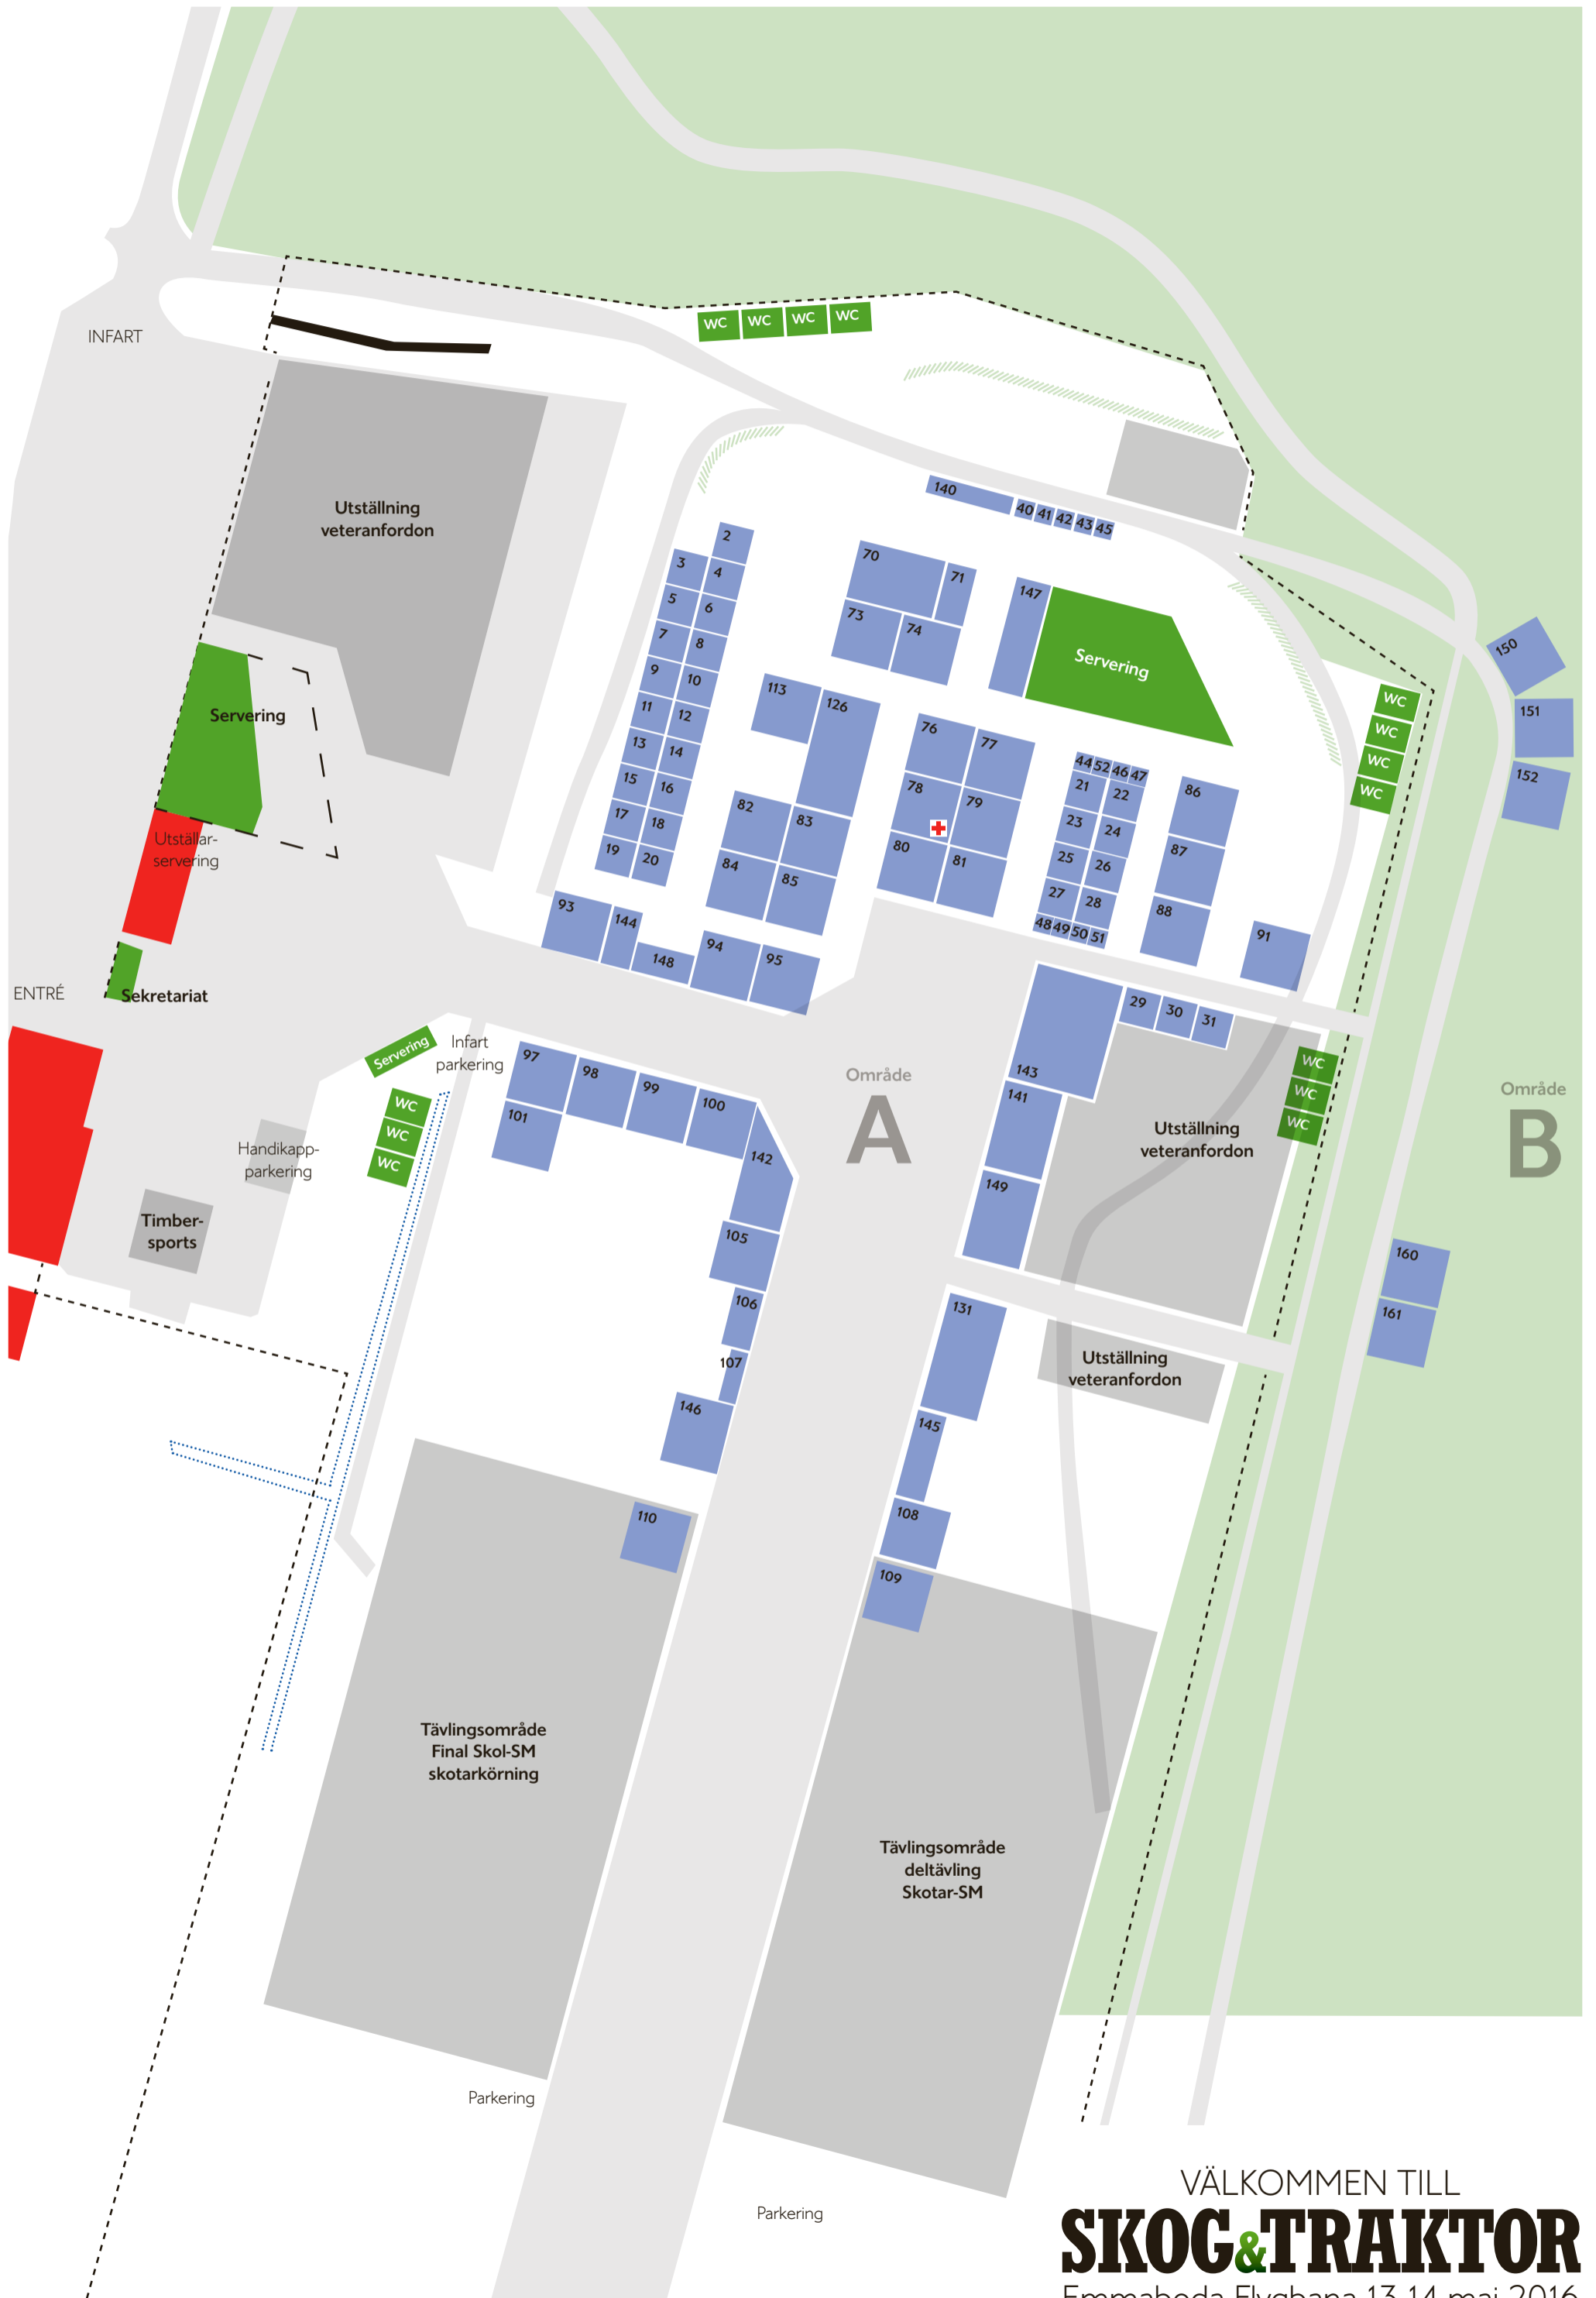 INFART
WC WC WC WC
Utställning
veteranfordon
140
40 41 42 43 45
2
3 4
5 6
7 8
9 10
11 12
13 14
15 16
17 18
19 20
70 71
73 74
147
Servering
113 126
76 77
78 79
80 81
82 83
84 85
44 52 46 47
21 22
23 24
25 26
27 28
48 49 50 51
86
87
88
91
WC
WC
WC
WC
150
151
152
Servering
Utställar-
servering
93 144 148 94 95
ENTRÉ
Sekretariat
Servering
Infart
parkering
WC
WC
WC
Handikapp-
parkering
Timber-
sports
97 98 99 100
101
142
105
106
107
146
110
Område
A
143
29 30 31
141
149
Utställning
veteranfordon
WC
WC
WC
Område
B
160
161
131
145
108
109
Utställning
veteranfordon
Tävlingsområde
Final Skol-SM
skotarkörning
Tävlingsområde
deltävling
Skotar-SM
Parkering
Parkering
VÄLKOMMEN TILL
SKOG&TRAKTOR
Emmaboda Flygbana 13-14 maj 2016